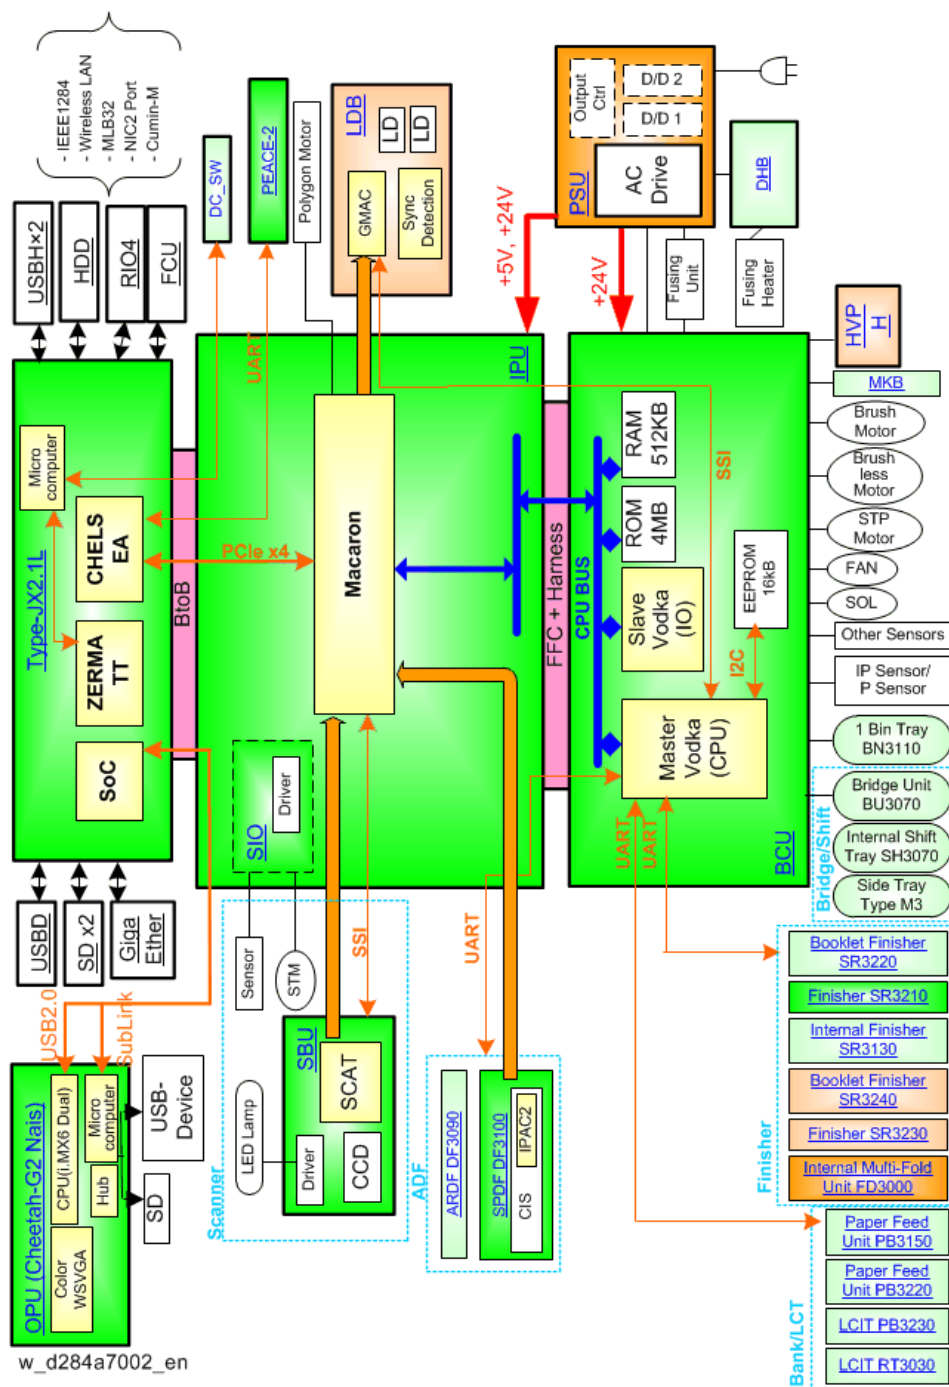 - IEEE1284
- Wireless LAN
- MLB32
- NIC2 Port
- Cumin-M
USBH×2
HDD
RIO4
FCU
DC_SW
PEACE-2
Polygon Motor
LDB
LD
LD
GMAC
Sync
Detection
PSU
Output
Ctrl
D/D 2
D/D 1
AC
Drive
DHB
+5V, +24V
+24V
Fusing
Unit
Fusing
Heater
Type-JX2.1L
Micro
computer
CHELS
EA
ZERMA
TT
SoC
BtoB
UART
PCIe x4
IPU
Macaron
SIO
Driver
FFC + Harness
CPU BUS
RAM
512KB
ROM
4MB
Slave
Vodka
(IO)
Master
Vodka
(CPU)
EEPROM
16kB
SSI
I2C
UART
UART
BCU
HVP
H
MKB
Brush
Motor
Brush
less
Motor
STP
Motor
FAN
SOL
Other Sensors
IP Sensor/
P Sensor
1 Bin Tray
BN3110
Bridge/Shift
Bridge Unit
BU3070
Internal Shift
Tray SH3070
Side Tray
Type M3
USBD
SD x2
Giga
Ether
USB2.0
SubLink
OPU (Cheetah-G2 Nais)
CPU(i.MX6 Dual)
Micro
computer
Hub
Color
WSVGA
USB-
Device
SD
Sensor
STM
SSI
UART
Scanner
SBU
SCAT
LED Lamp
Driver
CCD
ADF
ARDF DF3090
SPDF DF3100
IPAC2
CIS
Finisher
Booklet Finisher
SR3220
Finisher SR3210
Internal Finisher
SR3130
Booklet Finisher
SR3240
Finisher SR3230
Internal Multi-Fold
Unit FD3000
Bank/LCT
Paper Feed
Unit PB3150
Paper Feed
Unit PB3220
LCIT PB3230
LCIT RT3030
w_d284a7002_en